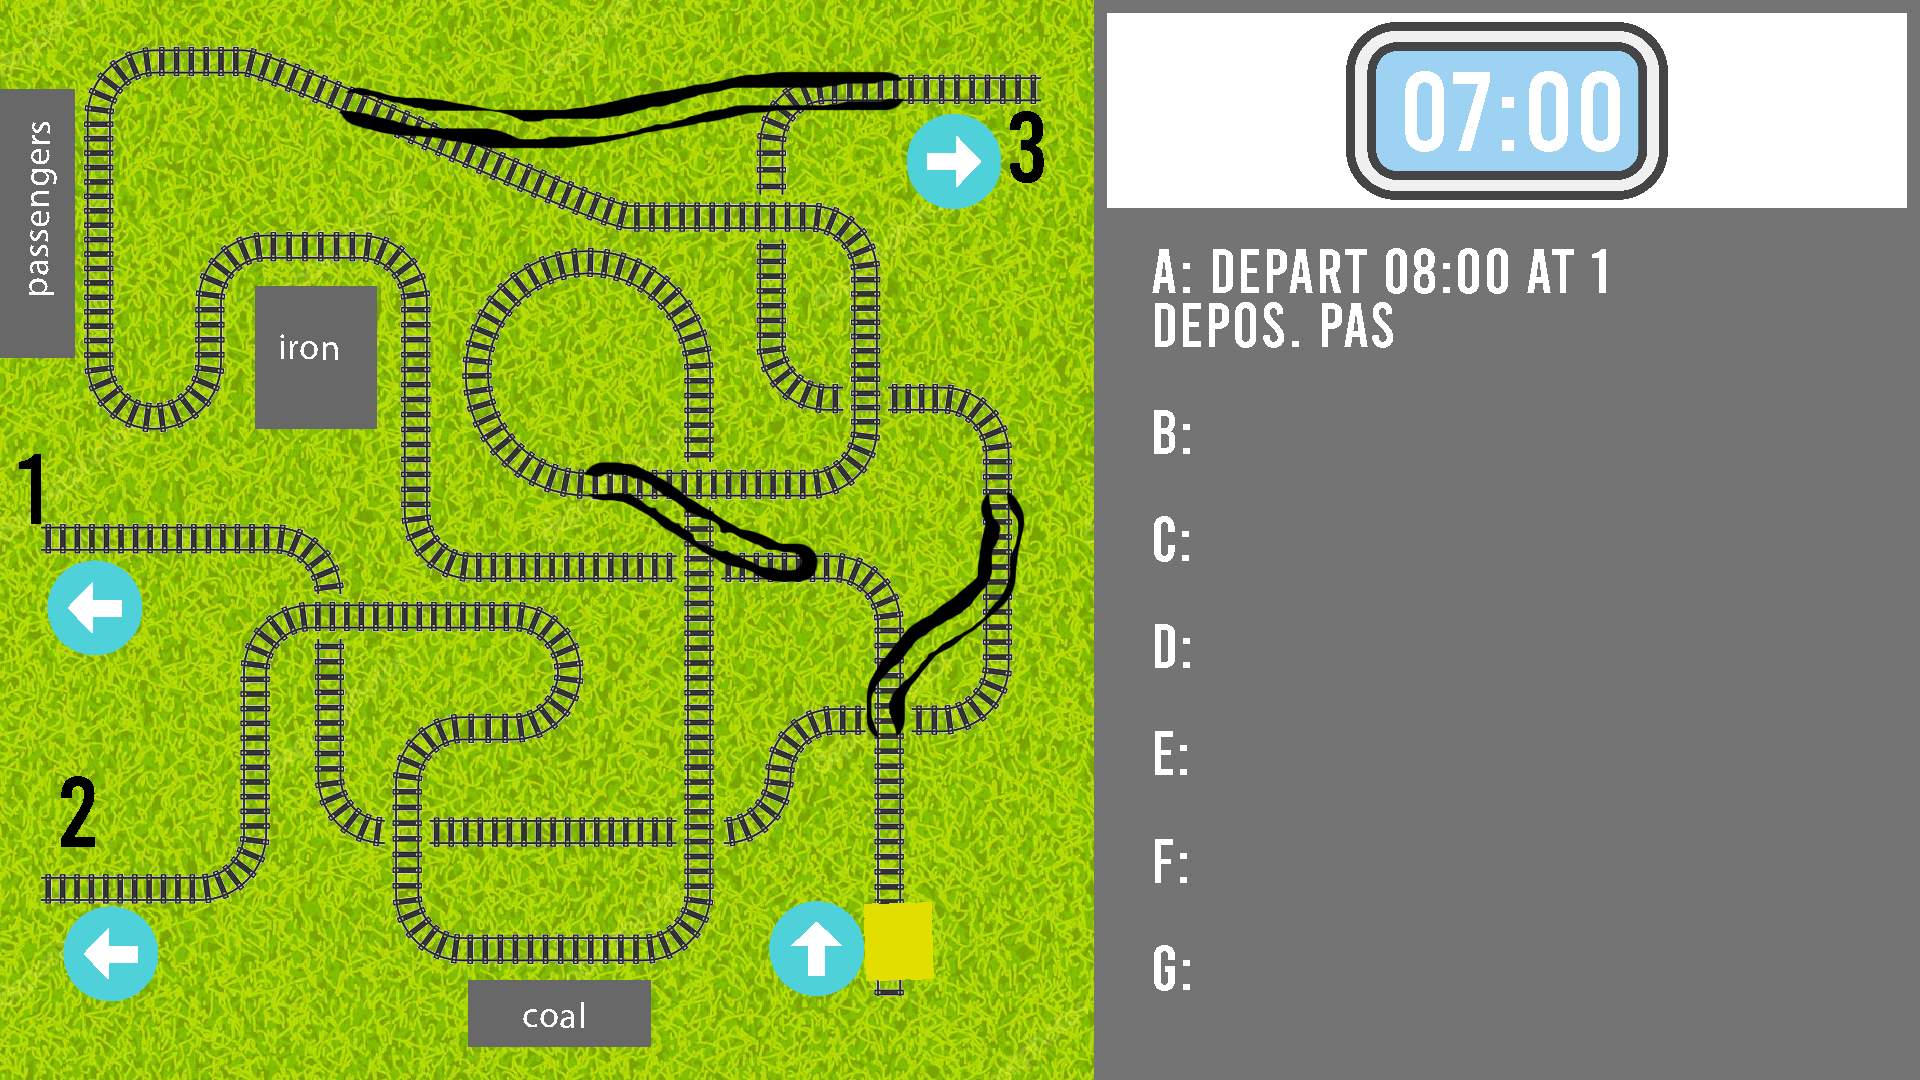 07:00
passengers
3
iron
1
2
coal
A: DEPART 08:00 AT 1
DEPOS. PAS
B:
C:
D:
E:
F:
G: